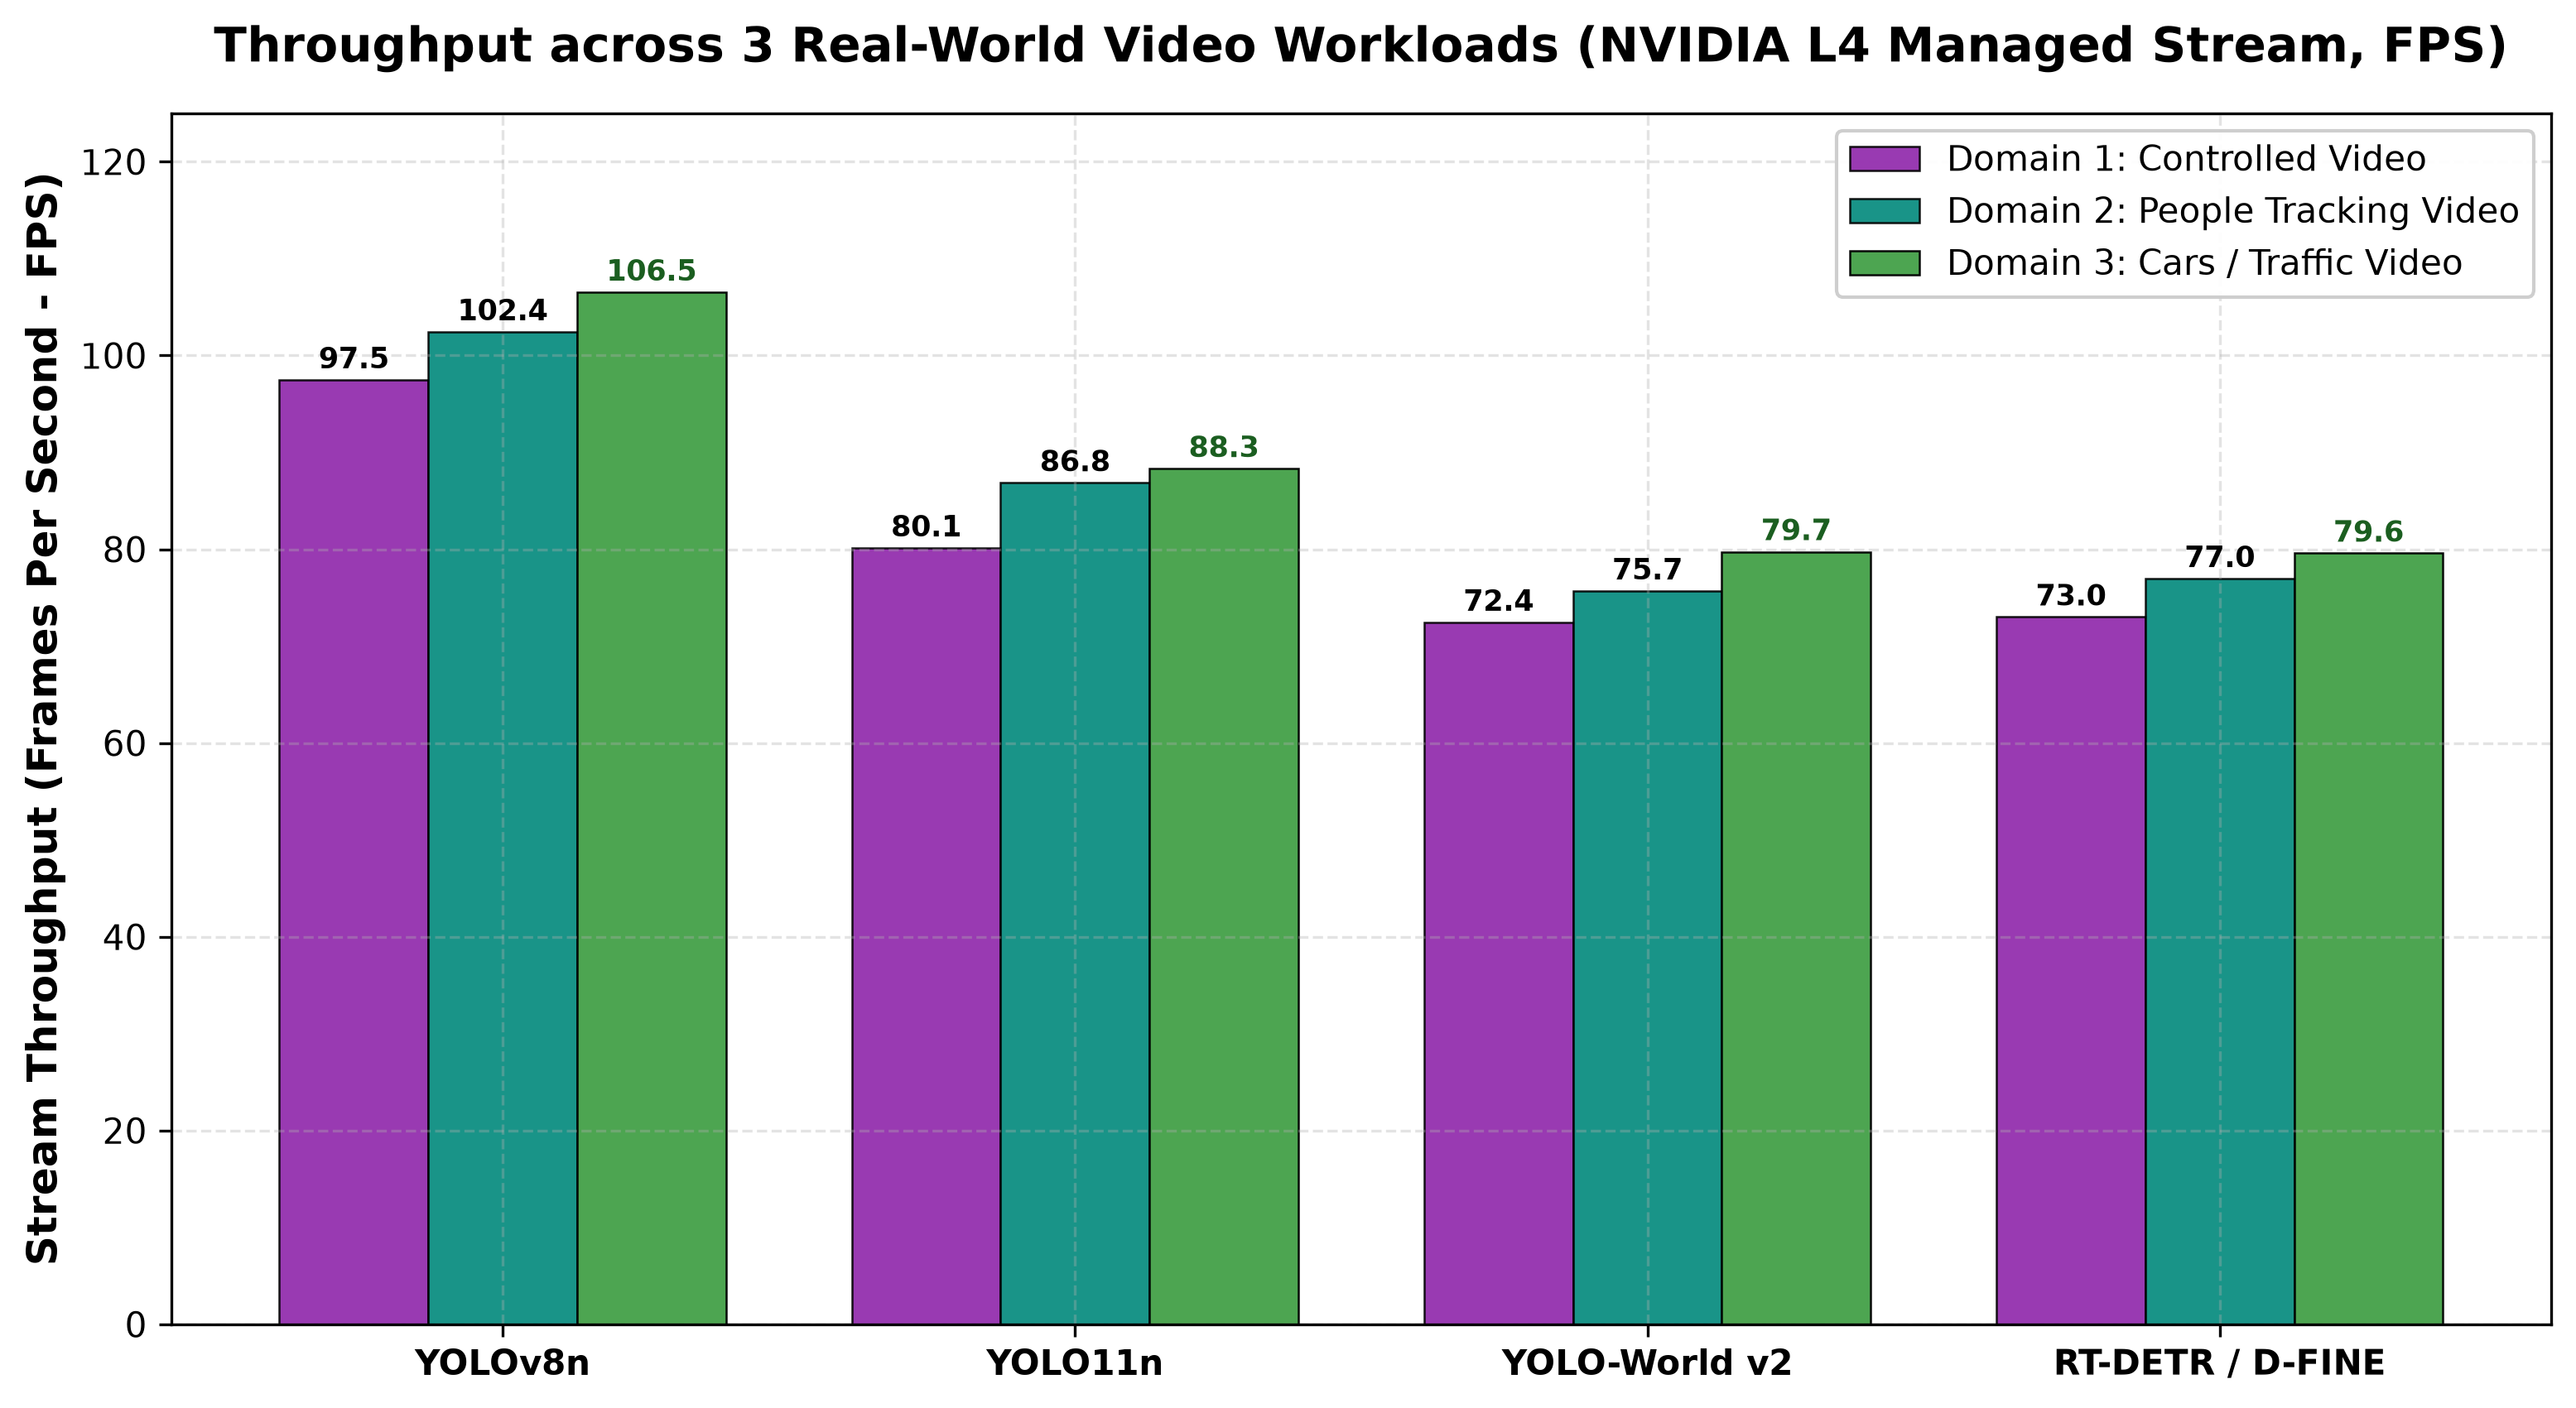 Throughput across 3 Real-World Video Workloads (NVIDIA L4 Managed Stream, FPS)
Stream Throughput (Frames Per Second - FPS)
120
100
80
60
40
20
0
Domain 1: Controlled Video
Domain 2: People Tracking Video
Domain 3: Cars / Traffic Video
97.5
102.4
106.5
80.1
86.8
88.3
72.4
75.7
79.7
73.0
77.0
79.6
YOLOv8n
YOLO11n
YOLO-World v2
RT-DETR / D-FINE